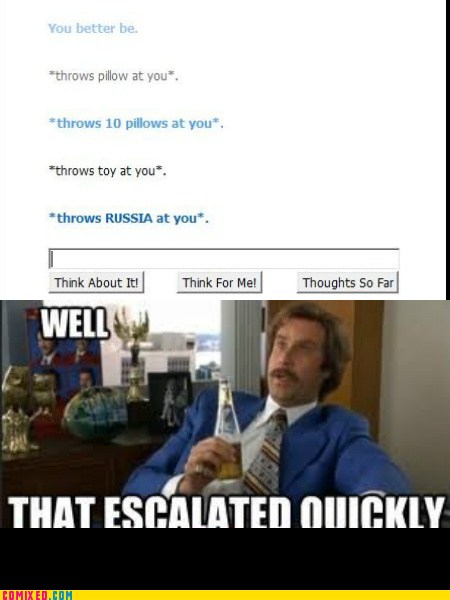 You better be.
*throws pillow at you*.
*throws 10 pillows at you*.
*throws toy at you*.
*throws RUSSIA at you*.
Think About It! Think For Me! Thoughts So Far
WELL
THAT ESCALATED QUICKLY
COMIXED.COM